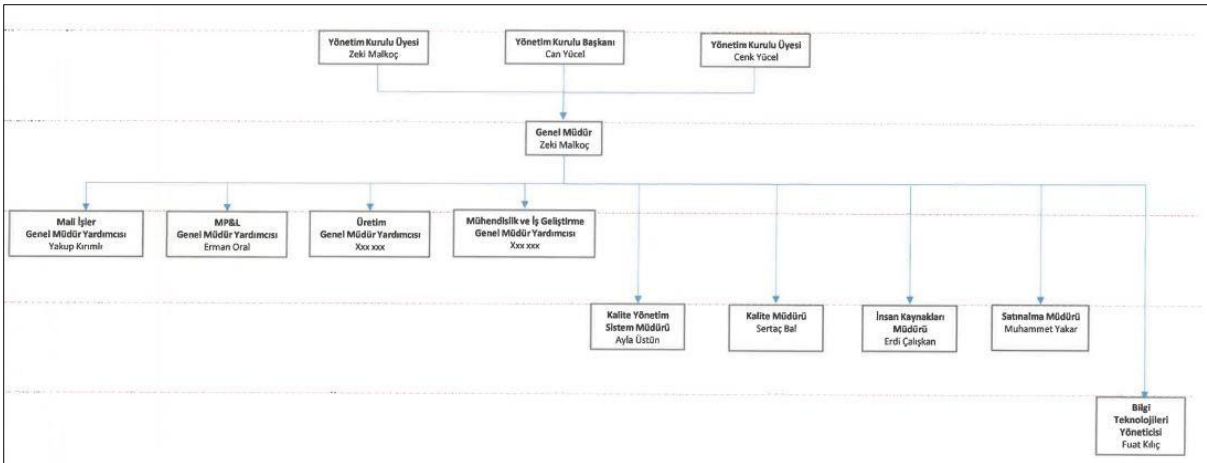 Yönetim Kurulu Üyesi
Zeki Malkoç
Yönetim Kurulu Başkanı
Can Yücel
Yönetim Kurulu Üyesi
Cenk Yücel
Genel Müdür
Zeki Malkoç
Mali İşler
Genel Müdür Yardımcısı
Yakup Kırımlı
MP&L
Genel Müdür Yardımcısı
Erman Oral
Üretim
Genel Müdür Yardımcısı
Xxx xxx
Mühendislik ve İş Geliştirme
Genel Müdür Yardımcısı
Xxx xxx
Kalite Yönetim
Sistem Müdürü
Ayla Üstün
Kalite Müdürü
Sertaç Bal
İnsan Kaynakları
Müdürü
Erdi Çalışkan
Satınalma Müdürü
Muhammet Yakar
Bilgi
Teknolojileri
Yöneticisi
Fuat Kılıç